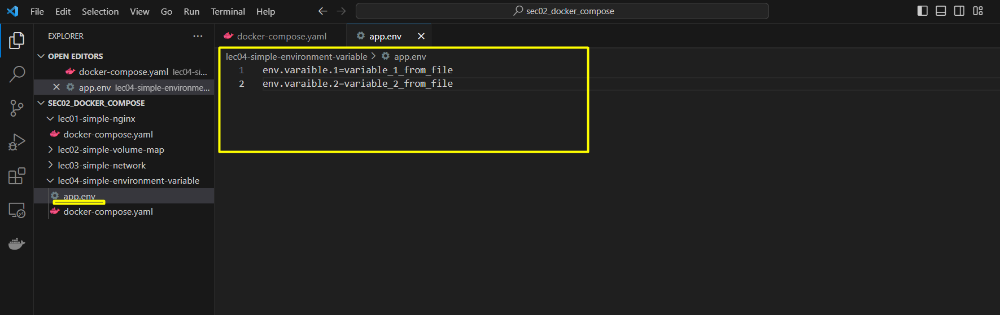 File Edit Selection View Go Run Terminal Help
sec02_docker_compose
EXPLORER
OPEN EDITORS
docker-compose.yaml lec04-si...
app.env lec04-simple-environme...
SEC02_DOCKER_COMPOSE
lec01-simple-nginx
docker-compose.yaml
lec02-simple-volume-map
lec03-simple-network
lec04-simple-environment-variable
app.env
docker-compose.yaml
docker-compose.yaml
app.env
lec04-simple-environment-variable > app.env
1 env.varaible.1=variable_1_from_file
2 env.varaible.2=variable_2_from_file